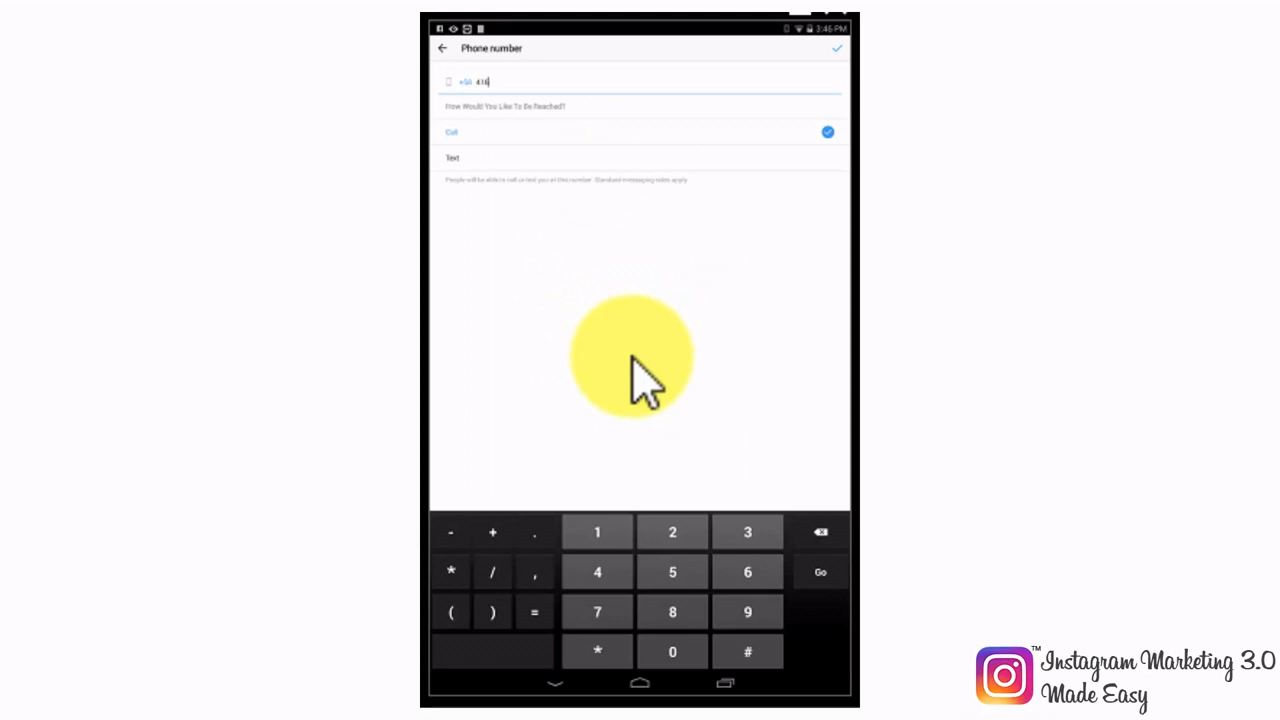 3:45 PM
Phone number
416
How Would You Like To Be Reached?
Call
Text
People will be able to call or text you at this number. Standard messaging rates apply.
- + . 1 2 3
* / , 4 5 6 Go
( ) = 7 8 9
* 0 #
Instagram Marketing 3.0
Made Easy
TM